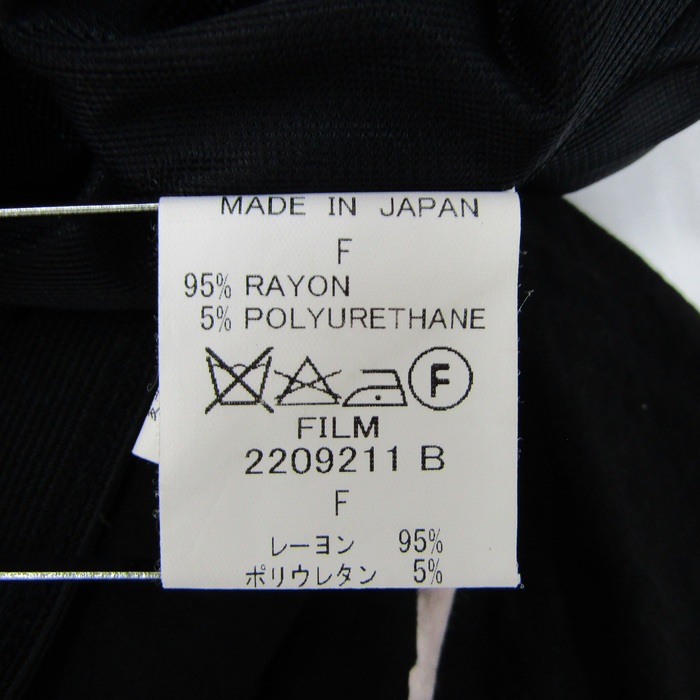 MADE IN JAPAN
F
95% RAYON
5% POLYURETHANE
F
FILM
2209211 B
F
レーヨン 95%
ポリウレタン 5%